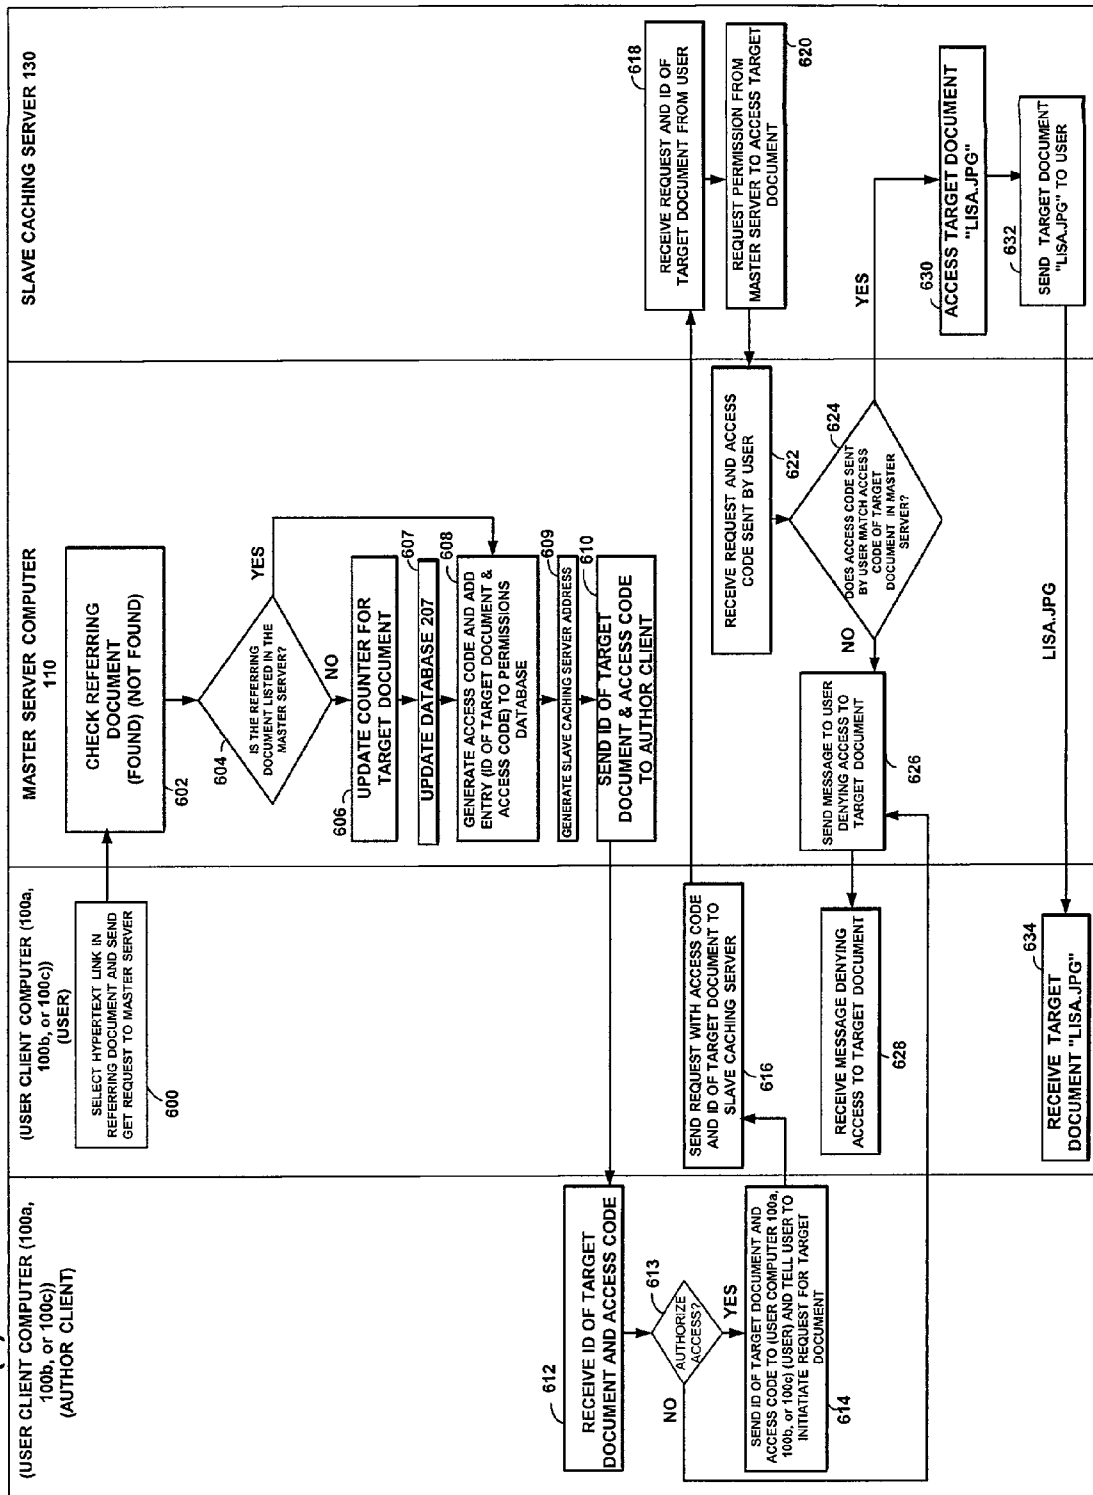 (USER CLIENT COMPUTER (100a,
100b, or 100c))
(AUTHOR CLIENT)
(USER CLIENT COMPUTER (100a,
100b, or 100c))
(USER)
MASTER SERVER COMPUTER
110
SLAVE CACHING SERVER 130
SELECT HYPERTEXT LINK IN
REFERRING DOCUMENT AND SEND
GET REQUEST TO MASTER SERVER
600
CHECK REFERRING
DOCUMENT
(FOUND) (NOT FOUND)
602
IS THE REFERRING
DOCUMENT LISTED IN THE
MASTER SERVER?
604
YES
NO
UPDATE COUNTER FOR
TARGET DOCUMENT
606
UPDATE DATABASE 207
607
GENERATE ACCESS CODE AND ADD
ENTRY (ID OF TARGET DOCUMENT &
ACCESS CODE) TO PERMISSIONS
DATABASE
608
GENERATE SLAVE CACHING SERVER ADDRESS
609
SEND ID OF TARGET
DOCUMENT & ACCESS CODE
TO AUTHOR CLIENT
610
612
RECEIVE ID OF TARGET
DOCUMENT AND ACCESS CODE
AUTHORIZE
ACCESS?
613
NO
YES
SEND ID OF TARGET DOCUMENT AND
ACCESS CODE TO (USER COMPUTER 100a,
100b, or 100c) (USER) AND TELL USER TO
INITIATIATE REQUEST FOR TARGET
DOCUMENT
614
SEND REQUEST WITH ACCESS CODE
AND ID OF TARGET DOCUMENT TO
SLAVE CACHING SERVER
616
618
RECEIVE REQUEST AND ID OF
TARGET DOCUMENT FROM USER
REQUEST PERMISSION FROM
MASTER SERVER TO ACCESS TARGET
DOCUMENT
620
RECEIVE REQUEST AND ACCESS
CODE SENT BY USER
622
624
DOES ACCESS CODE SENT
BY USER MATCH ACCESS
CODE OF TARGET
DOCUMENT IN MASTER
SERVER?
NO
YES
SEND MESSAGE TO USER
DENYING ACCESS TO
TARGET DOCUMENT
626
RECEIVE MESSAGE DENYING
ACCESS TO TARGET DOCUMENT
628
630
ACCESS TARGET DOCUMENT
"LISA.JPG"
632
SEND TARGET DOCUMENT
"LISA.JPG" TO USER
LISA.JPG
634
RECEIVE TARGET
DOCUMENT "LISA.JPG"